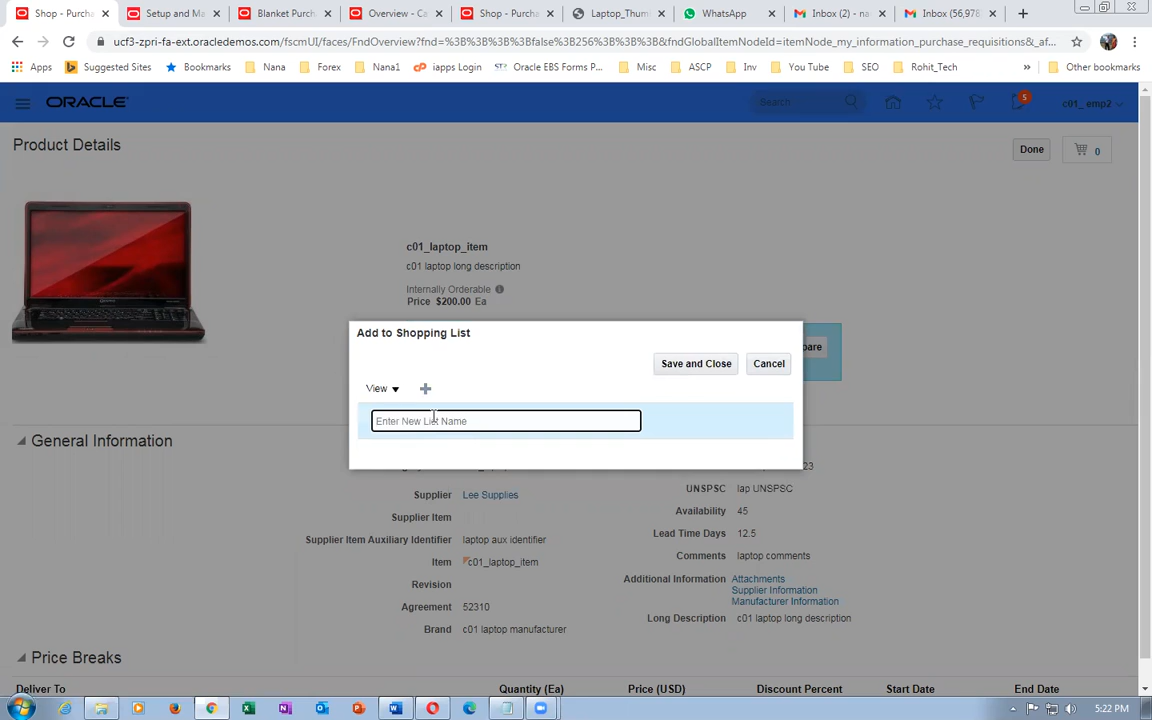 Shop - Purcha
Setup and Ma
Blanket Purch
Overview - Ca
Shop - Purcha
Laptop_Thum
WhatsApp
Inbox (2) - nan
Inbox (56,978
ucf3-zpri-fa-ext.oracledemos.com/fscmUI/faces/FndOverview?fnd=%3B%3B%3B%3Bfalse%3B256%3B%3B%3B&fndGlobalItemNodeId=itemNode_my_information_purchase_requisitions&_af...
Apps
Suggested Sites
Bookmarks
Nana
Forex
Nana1
iapps Login
Oracle EBS Forms P...
Misc
ASCP
Inv
You Tube
SEO
Rohit_Tech
»
Other bookmarks
ORACLE
Search
5
c01_ emp2
Product Details
Done
0
c01_laptop_item
c01 laptop long description
Internally Orderable
Price $200.00 Ea
Add to Shopping List
pare
Save and Close
Cancel
View
Enter New List Name
General Information
23
Supplier Lee Supplies
UNSPSC lap UNSPSC
Supplier Item
Availability 45
Supplier Item Auxiliary Identifier laptop aux identifier
Lead Time Days 12.5
Item c01_laptop_item
Comments laptop comments
Revision
Additional Information Attachments
Supplier Information
Manufacturer Information
Agreement 52310
Long Description c01 laptop long description
Brand c01 laptop manufacturer
Price Breaks
Deliver To
Quantity (Ea)
Price (USD)
Discount Percent
Start Date
End Date
5:22 PM